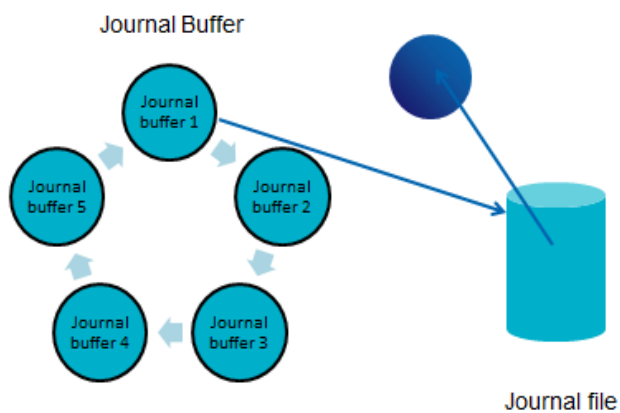 Journal Buffer
Journal
buffer 1
Journal
buffer 2
Journal
buffer 3
Journal
buffer 4
Journal
buffer 5
Journal file